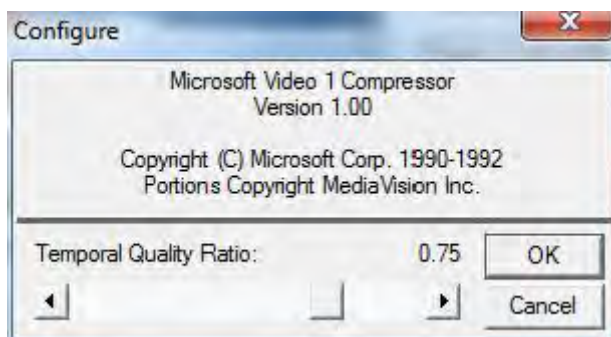 Configure
Microsoft Video 1 Compressor
Version 1.00
Copyright (C) Microsoft Corp. 1990-1992
Portions Copyright MediaVision Inc.
Temporal Quality Ratio: 0.75 OK
Cancel